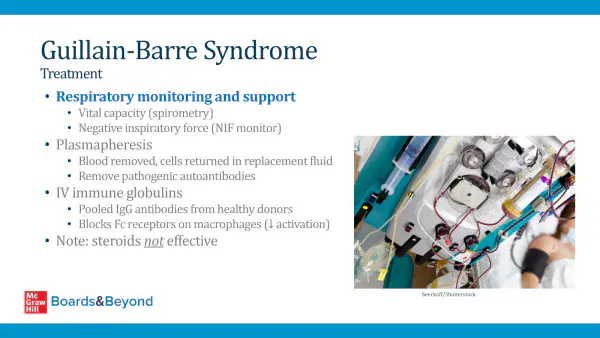 Guillain-Barre Syndrome
Treatment
• Respiratory monitoring and support
• Vital capacity (spirometry)
• Negative inspiratory force (NIF monitor)
• Plasmapheresis
• Blood removed, cells returned in replacement fluid
• Remove pathogenic autoantibodies
• IV immune globulins
• Pooled IgG antibodies from healthy donors
• Blocks Fc receptors on macrophages (↓ activation)
• Note: steroids not effective
beerkoff/Shutterstock
Mc
Graw
Hill
Boards&Beyond